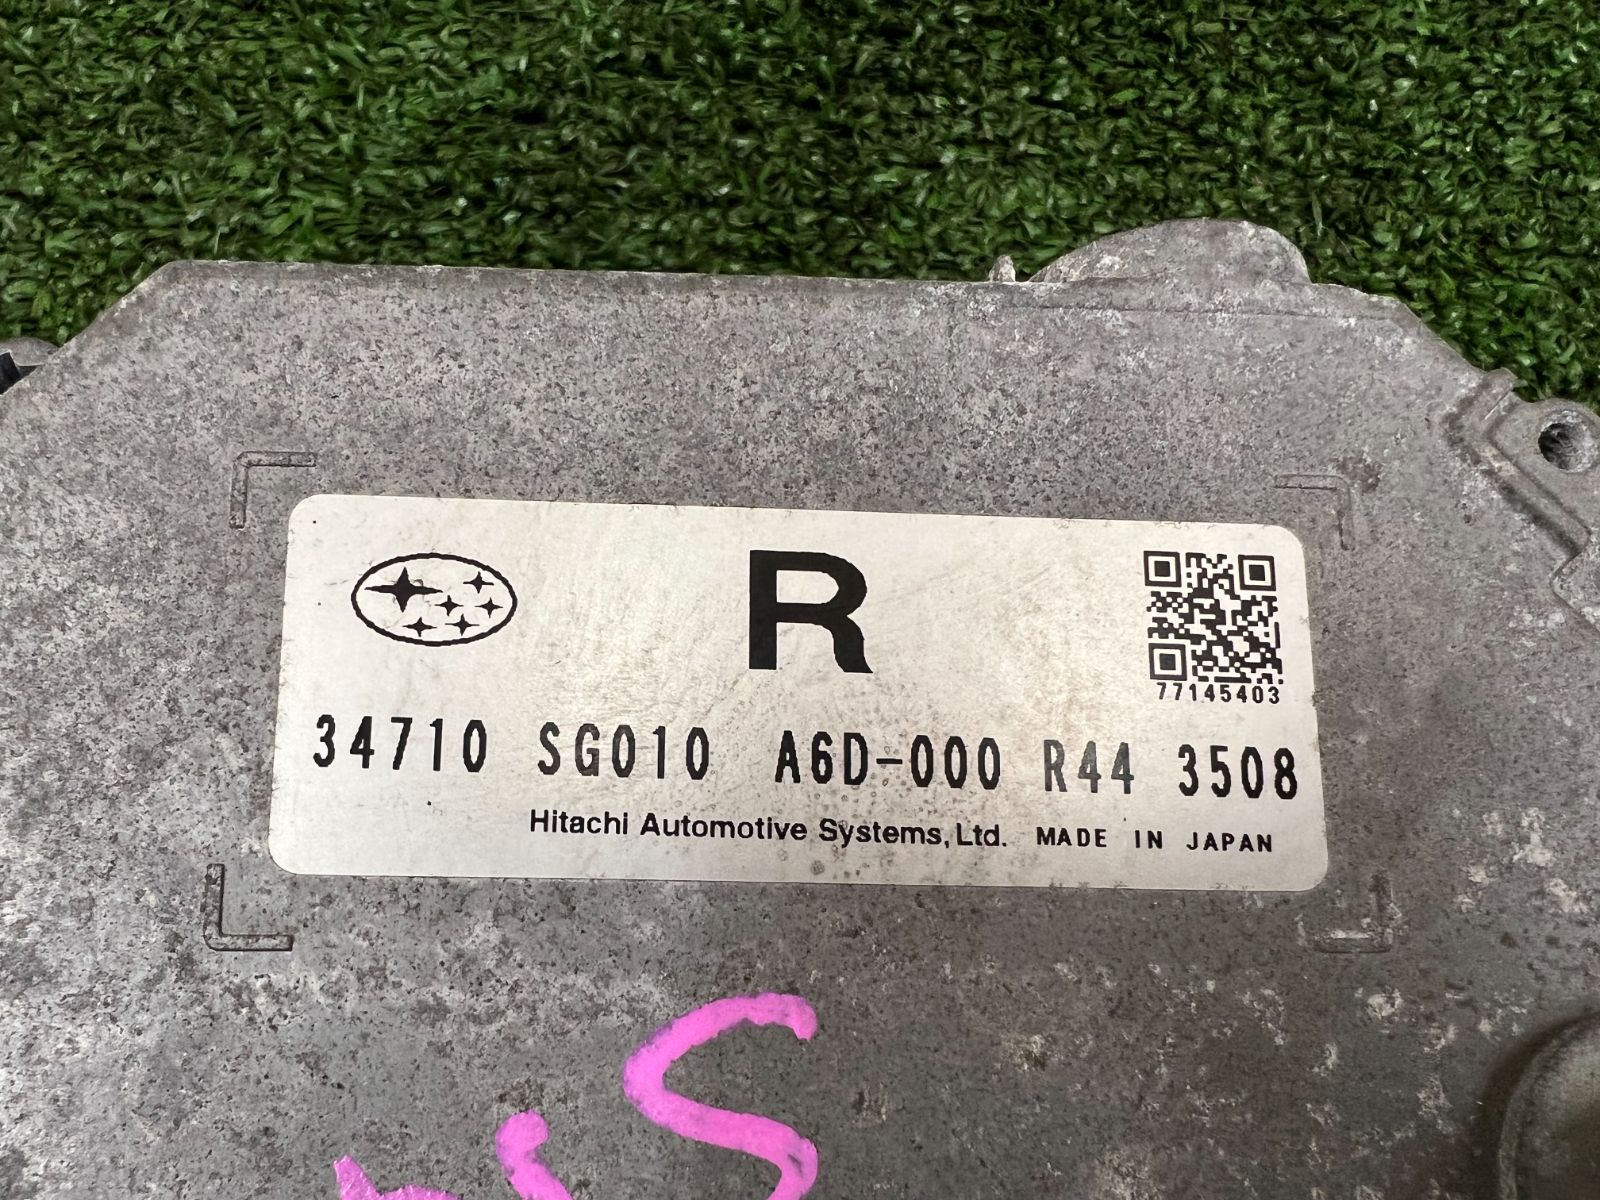 R
77145403
34710 SG010 A6D-000 R44 3508
Hitachi Automotive Systems, Ltd. MADE IN JAPAN